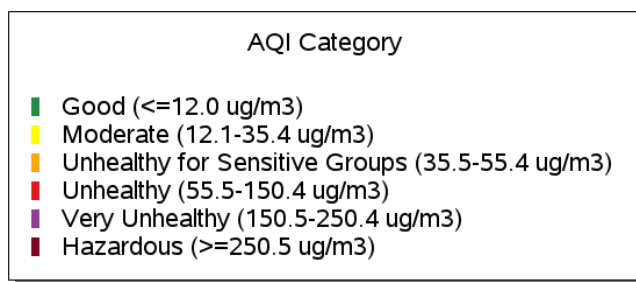 AQI Category
Good (<=12.0 ug/m3)
Moderate (12.1-35.4 ug/m3)
Unhealthy for Sensitive Groups (35.5-55.4 ug/m3)
Unhealthy (55.5-150.4 ug/m3)
Very Unhealthy (150.5-250.4 ug/m3)
Hazardous (>=250.5 ug/m3)